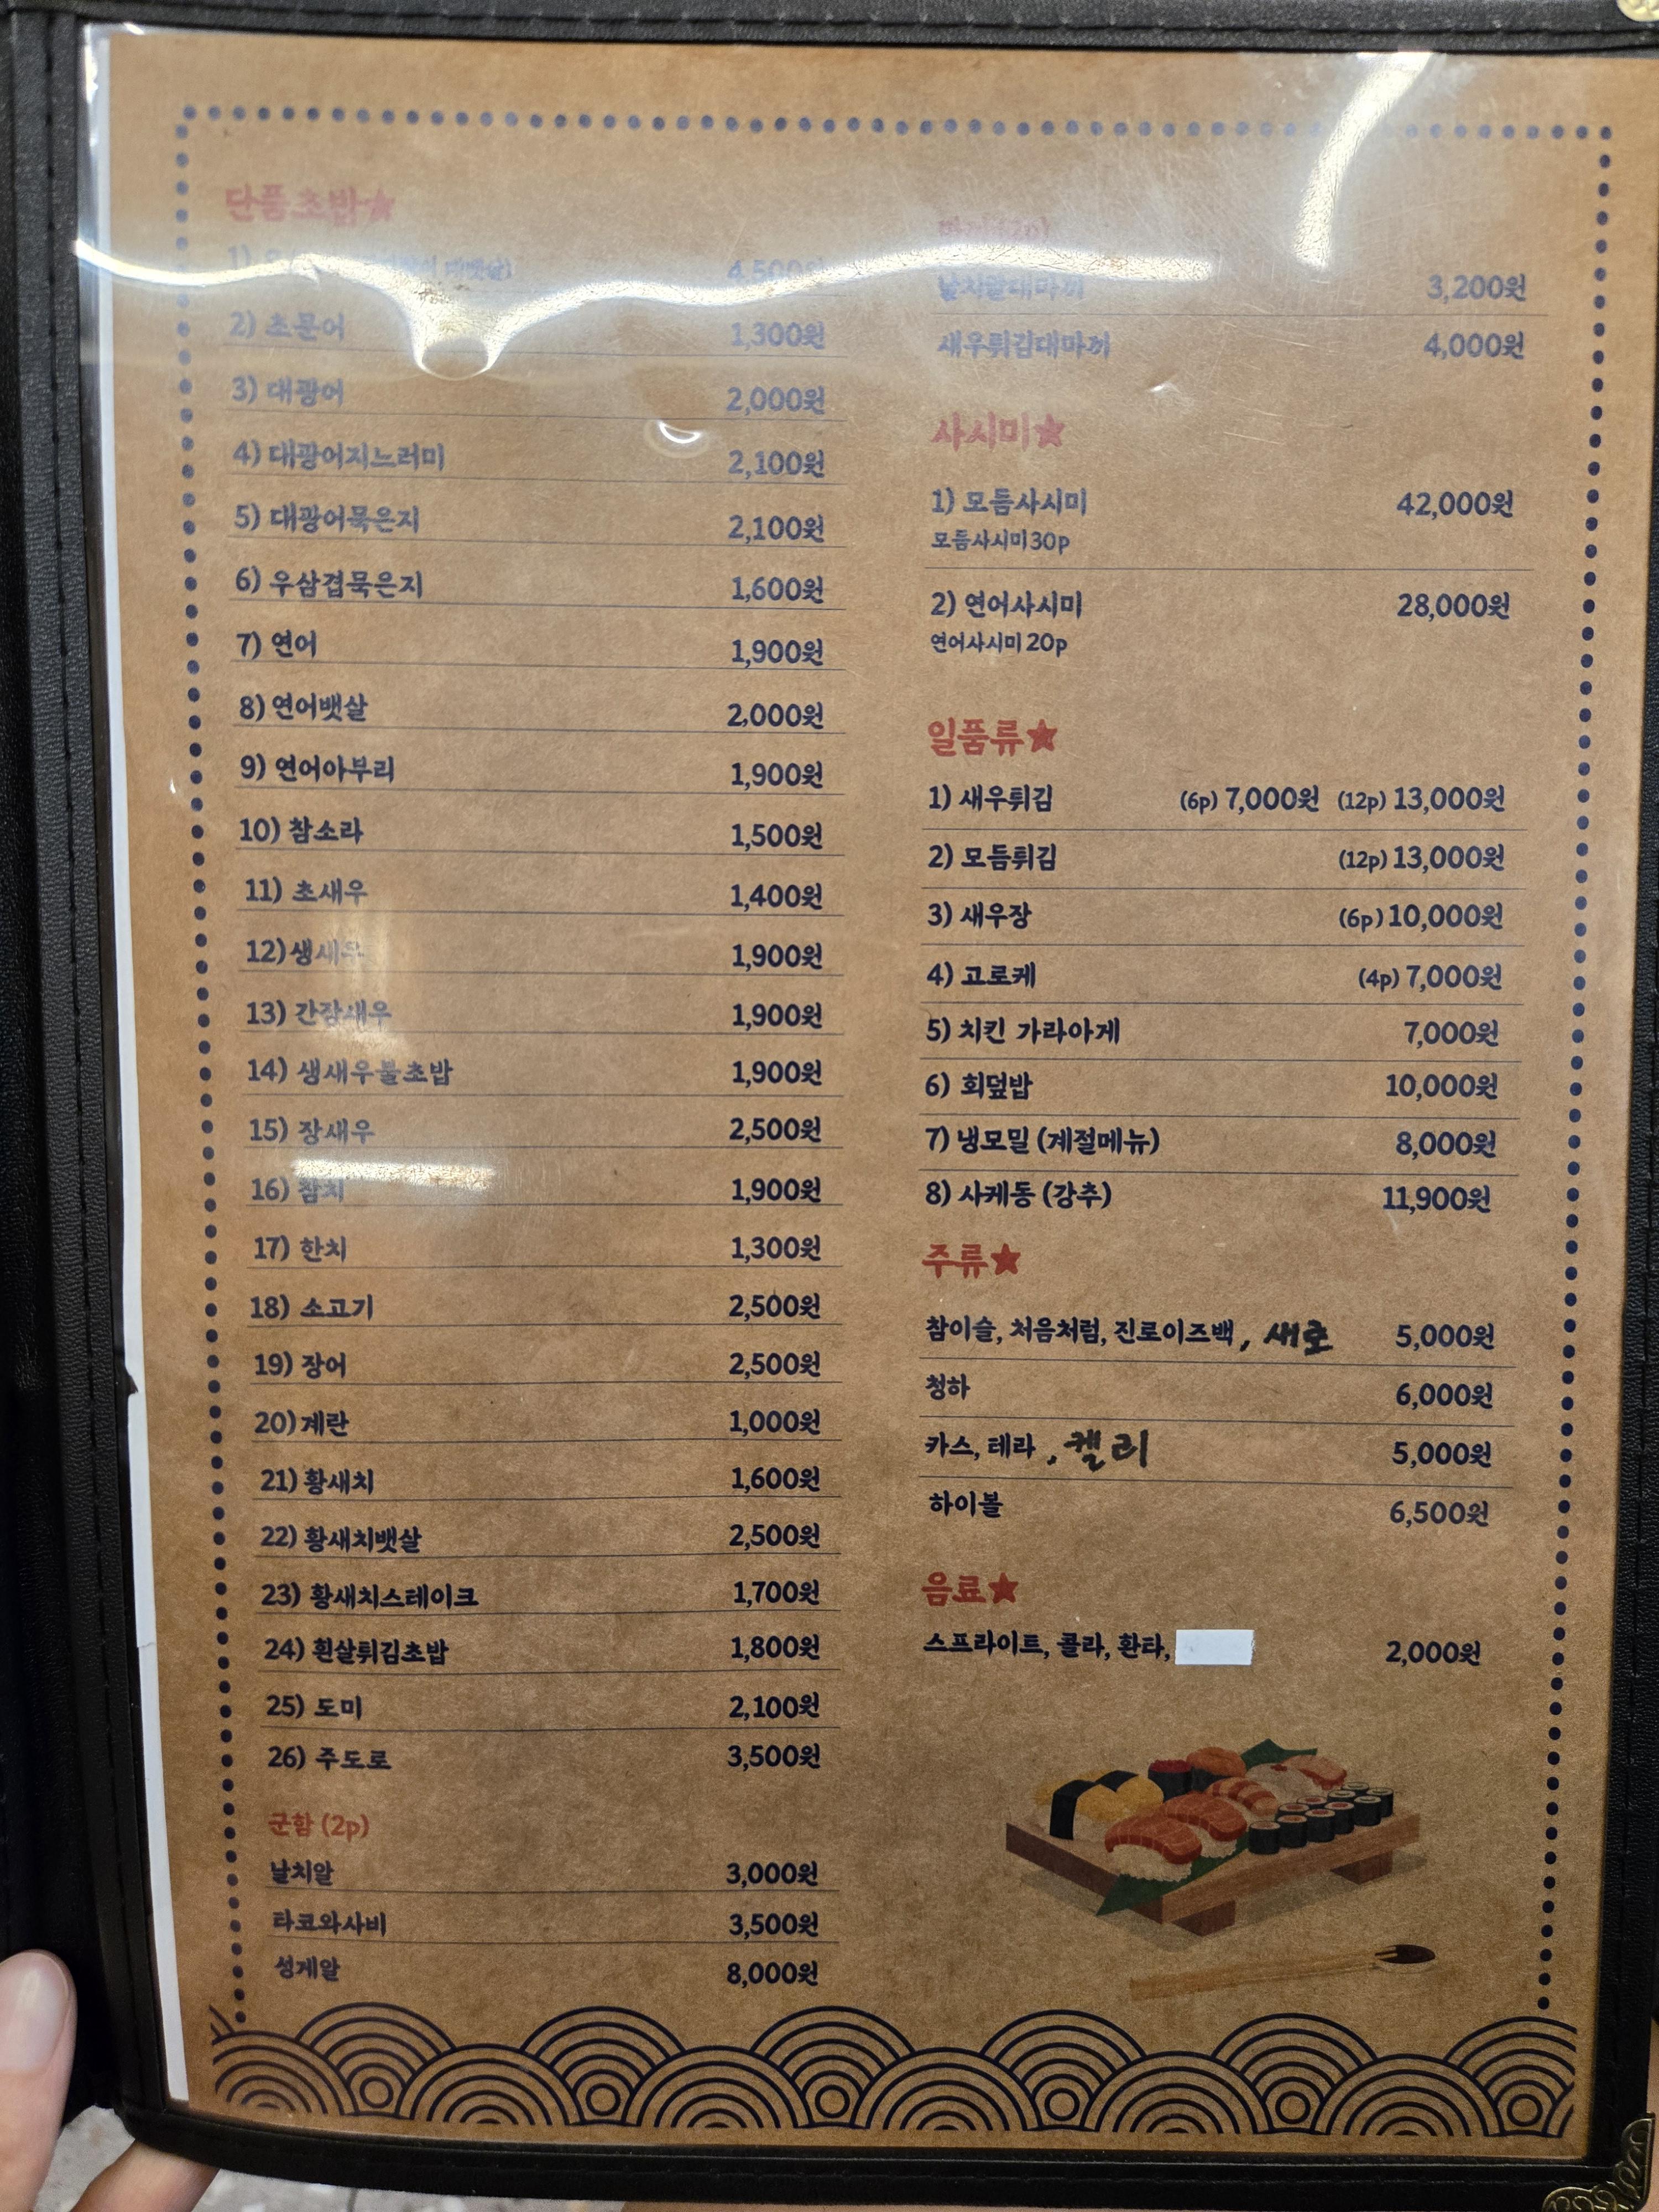 단품초밥★
1) 뱃살) 4,500원
2) 초문어 1,300원
3) 대광어 2,000원
4) 대광어지느러미 2,100원
5) 대광어묵은지 2,100원
6) 우삼겹묵은지 1,600원
7) 연어 1,900원
8) 연어뱃살 2,000원
9) 연어아부리 1,900원
10) 참소라 1,500원
11) 초새우 1,400원
12) 생새우 1,900원
13) 간장새우 1,900원
14) 생새우불초밥 1,900원
15) 장새우 2,500원
16) 참치 1,900원
17) 한치 1,300원
18) 소고기 2,500원
19) 장어 2,500원
20) 계란 1,000원
21) 황새치 1,600원
22) 황새치뱃살 2,500원
23) 황새치스테이크 1,700원
24) 흰살튀김초밥 1,800원
25) 도미 2,100원
26) 주도로 3,500원
군함 (2p)
날치알 3,000원
타코와사비 3,500원
성게알 8,000원
(2p)
날치알대마끼 3,200원
새우튀김대마끼 4,000원
사시미★
1) 모듬사시미 42,000원
모듬사시미30p
2) 연어사시미 28,000원
연어사시미 20p
일품류★
1) 새우튀김 (6p) 7,000원 (12p) 13,000원
2) 모듬튀김 (12p) 13,000원
3) 새우장 (6p) 10,000원
4) 고로케 (4p) 7,000원
5) 치킨 가라아게 7,000원
6) 회덮밥 10,000원
7) 냉모밀 (계절메뉴) 8,000원
8) 사케동 (강추) 11,900원
주류★
참이슬, 처음처럼, 진로이즈백, 새로 5,000원
청하 6,000원
카스, 테라, 켈리 5,000원
하이볼 6,500원
음료★
스프라이트, 콜라, 환타, 2,000원